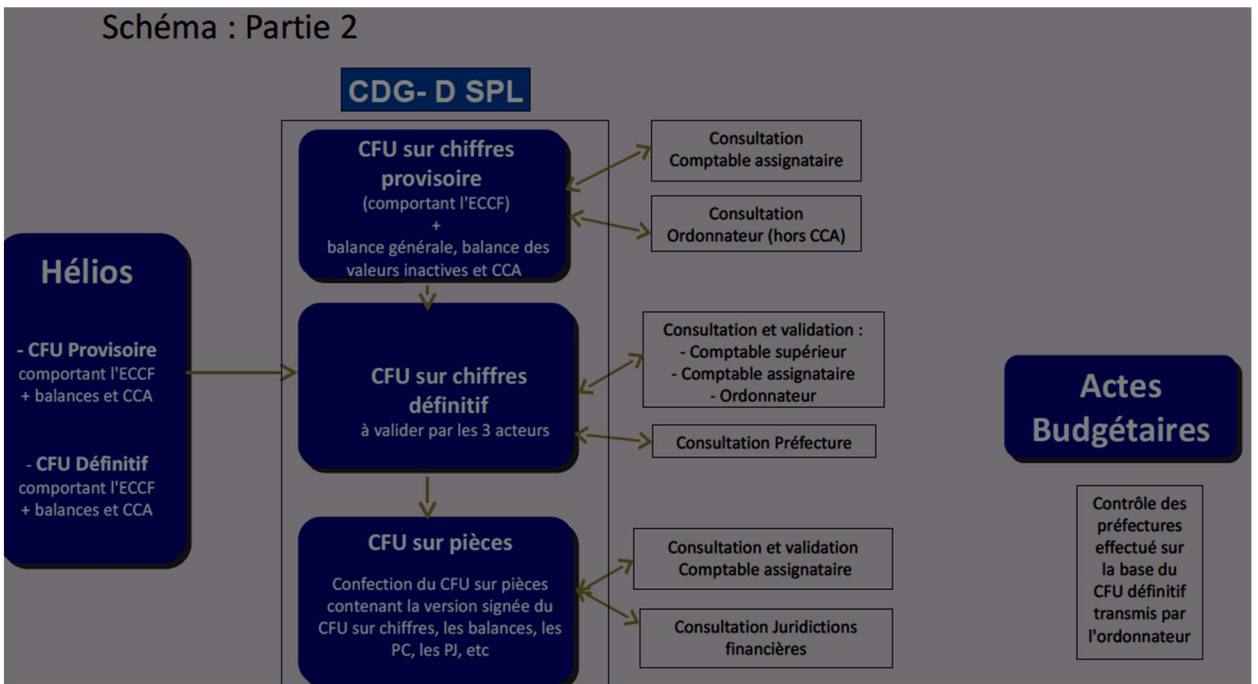 Schéma : Partie 2
CDG- D SPL
CFU sur chiffres
provisoire
(comportant l'ECCF)
+
balance générale, balance des
valeurs inactives et CCA
Consultation
Comptable assignataire
Consultation
Ordonnateur (hors CCA)
Hélios
- CFU Provisoire
comportant l'ECCF
+ balances et CCA
- CFU Définitif
comportant l'ECCF
+ balances et CCA
CFU sur chiffres
définitif
à valider par les 3 acteurs
Consultation et validation :
- Comptable supérieur
- Comptable assignataire
- Ordonnateur
Consultation Préfecture
CFU sur pièces
Confection du CFU sur pièces
contenant la version signée du
CFU sur chiffres, les balances, les
PC, les PJ, etc
Consultation et validation
Comptable assignataire
Consultation Juridictions
financières
Actes
Budgétaires
Contrôle des
préfectures
effectué sur
la base du
CFU définitif
transmis par
l'ordonnateur